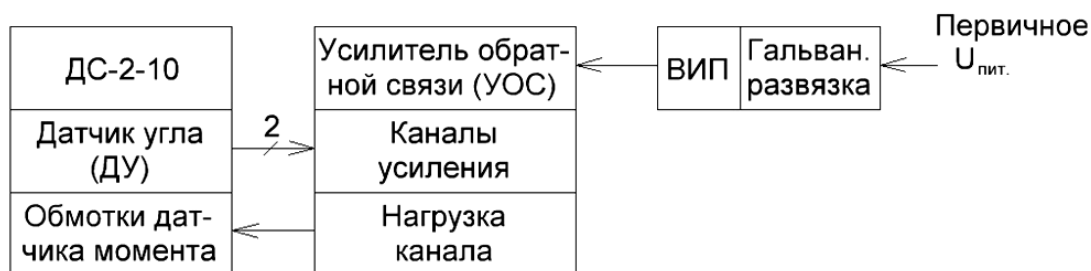 ДС-2-10
Датчик угла
(ДУ)
Обмотки дат-
чика момента
2
Усилитель обрат-
ной связи (УОС)
Каналы
усиления
Нагрузка
канала
ВИП
Гальван.
развязка
Первичное
Uпит.